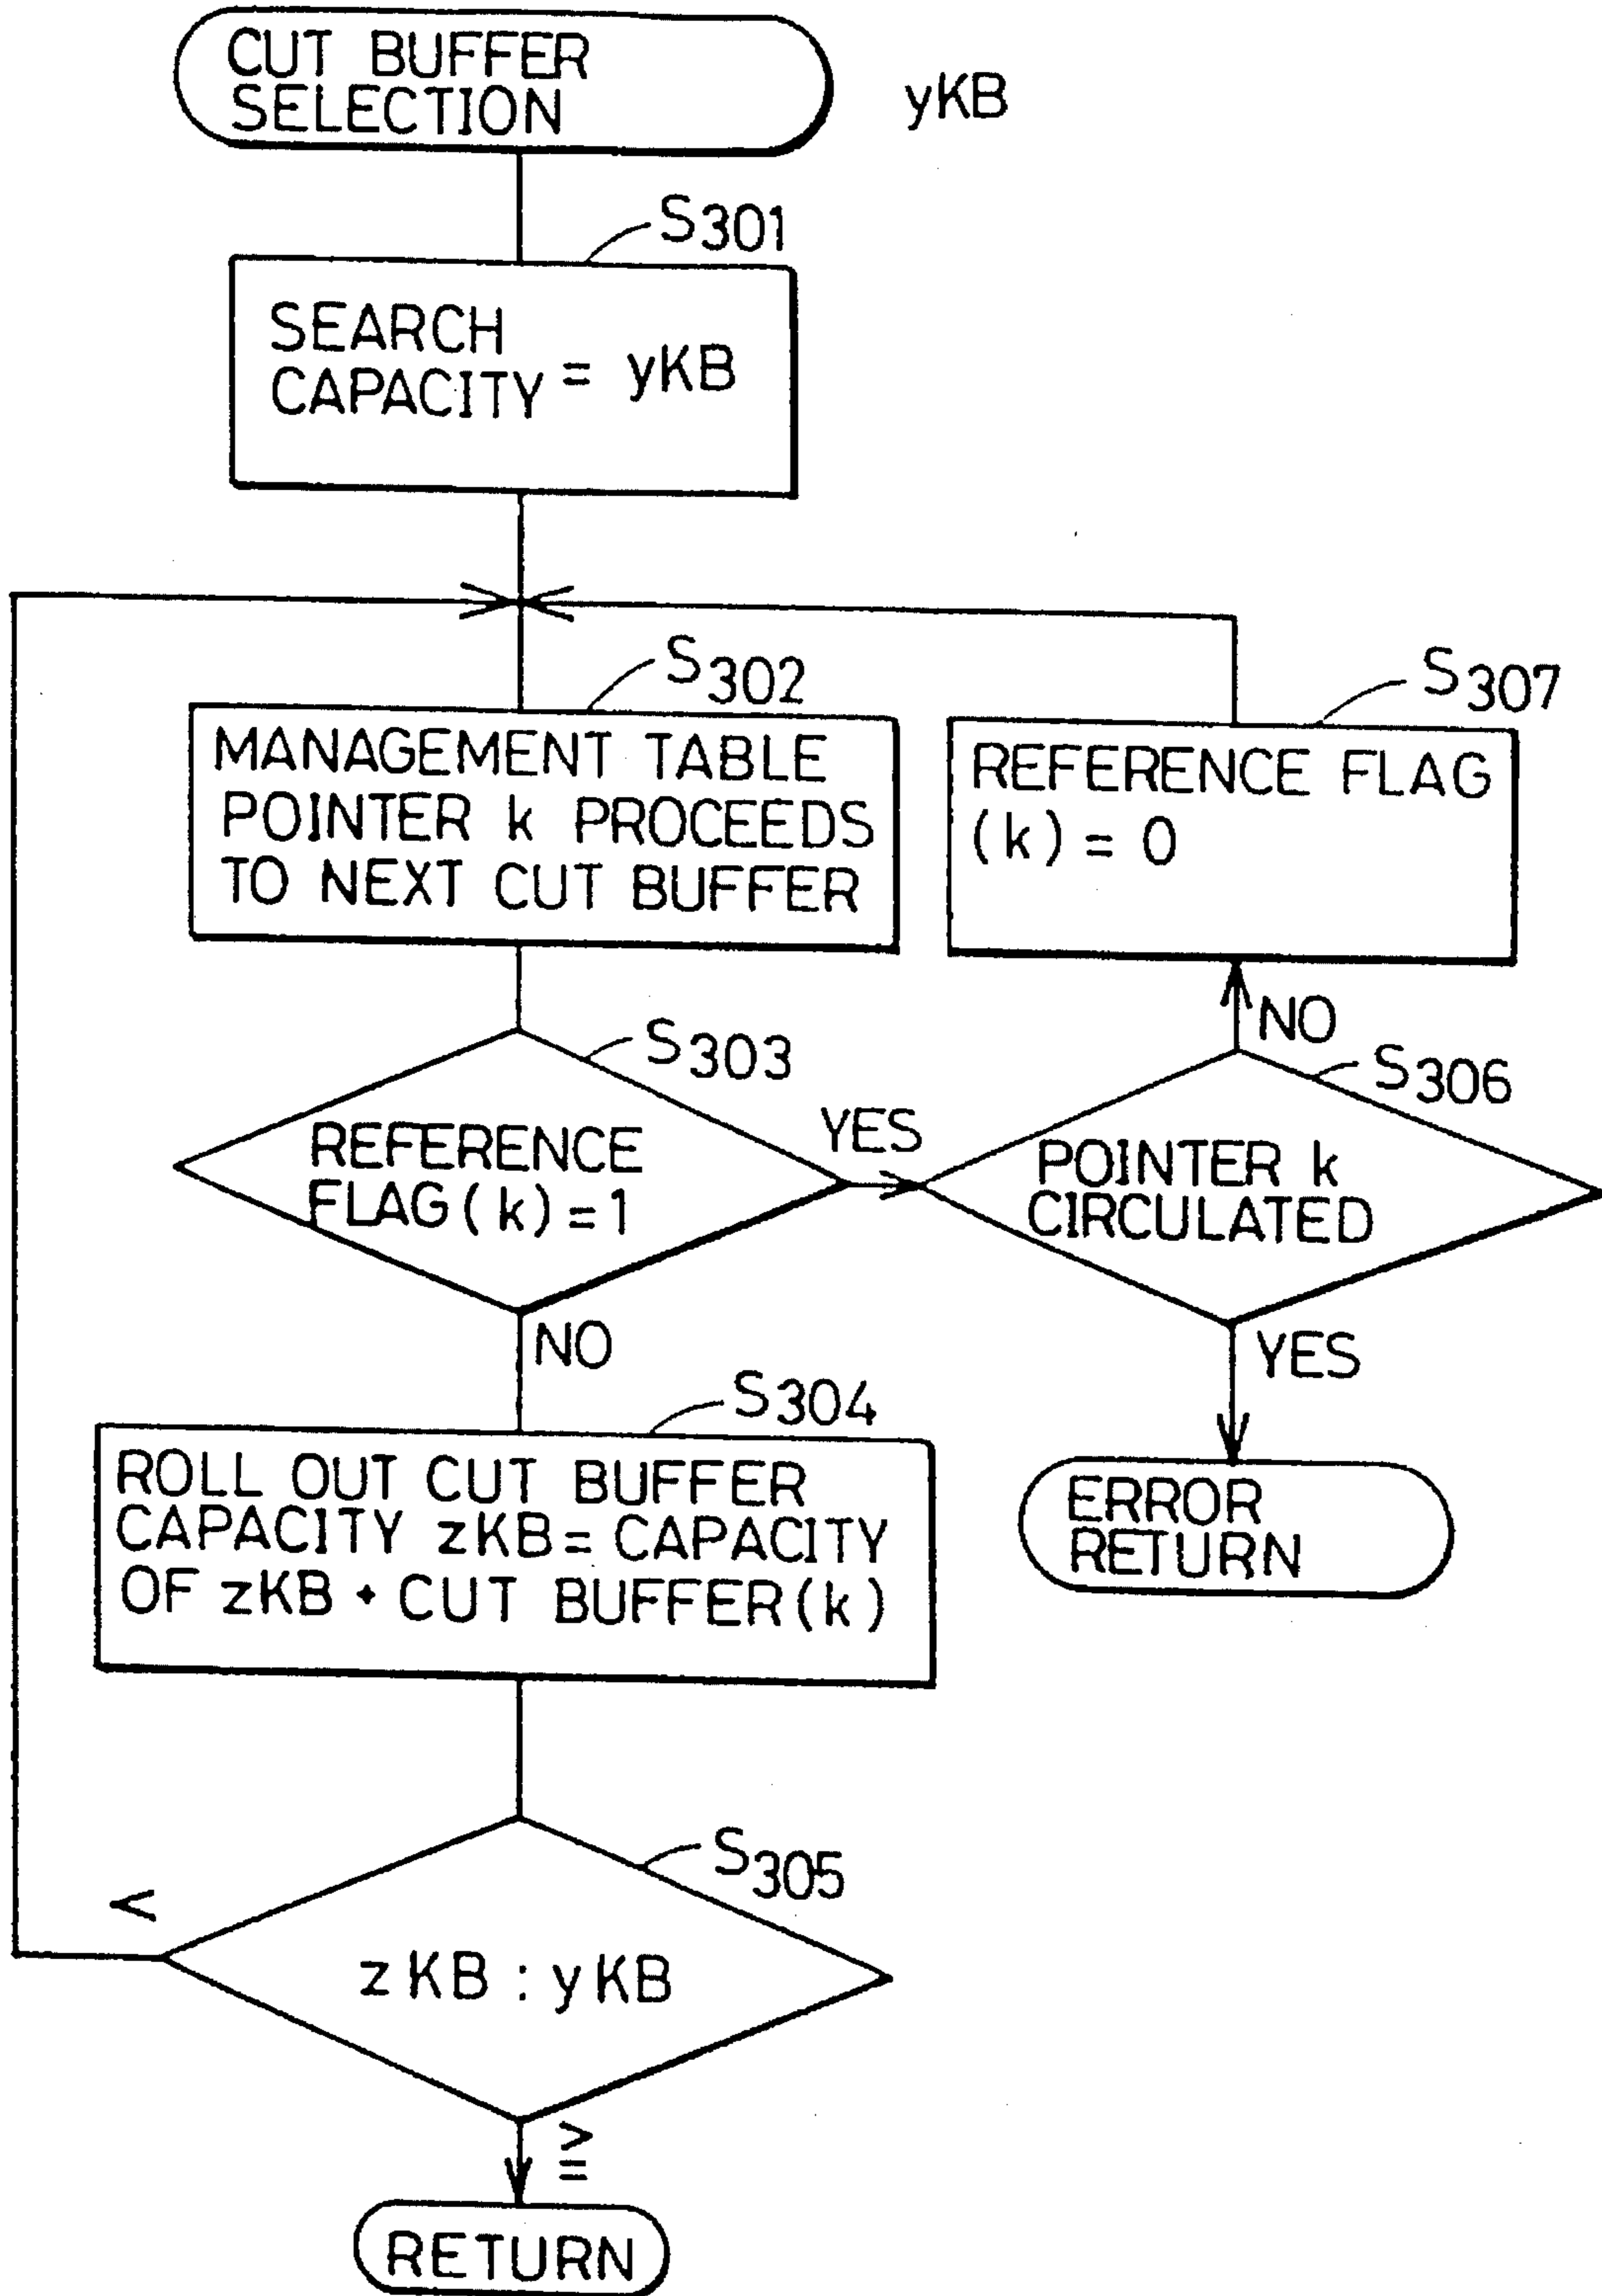 CUT BUFFER
SELECTION
yKB
S301
SEARCH
CAPACITY = yKB
S302
MANAGEMENT TABLE
POINTER k PROCEEDS
TO NEXT CUT BUFFER
S307
REFERENCE FLAG
(k) = 0
S303
REFERENCE
FLAG(k)=1
YES
NO
S306
POINTER k
CIRCULATED
NO
YES
ERROR
RETURN
S304
ROLL OUT CUT BUFFER
CAPACITY zKB = CAPACITY
OF zKB + CUT BUFFER(k)
S305
<
zKB : yKB
≧
RETURN